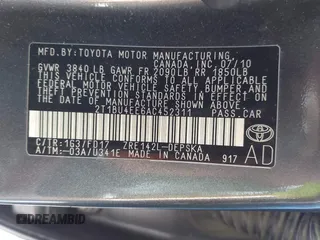 MFD.BY:TOYOTA MOTOR MANUFACTURING
CANADA,INC. 07/10
GVWR 3840 LB GAWR FR 2090LB RR 1850LB
THIS VEHICLE CONFORMS TO ALL APPLICABLE
FEDERAL MOTOR VEHICLE SAFETY, BUMPER, AND
THEFT PREVENTION STANDARDS IN EFFECT ON
THE DATE OF MANUFACTURE SHOWN ABOVE.
2T1BU4EE6AC452311 PASS.CAR
C/TR:1G3/FD17 ZRE142L-DEPSKA
A/TM:-03A/U341E MADE IN CANADA 917
TOYOTA
AD
DREAMBID